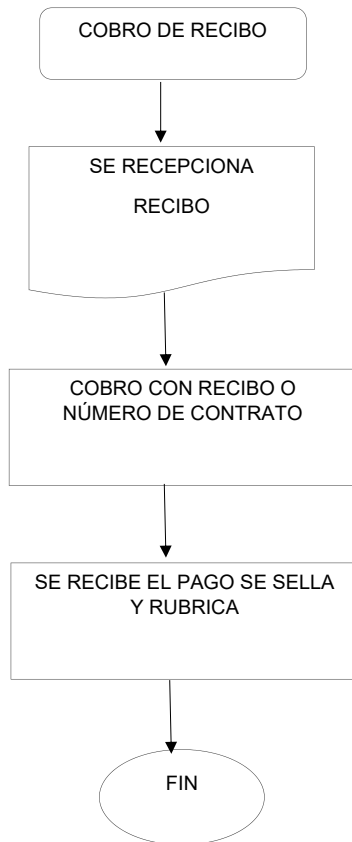 COBRO DE RECIBO
SE RECEPCIONA
RECIBO
COBRO CON RECIBO O
NÚMERO DE CONTRATO
SE RECIBE EL PAGO SE SELLA
Y RUBRICA
FIN